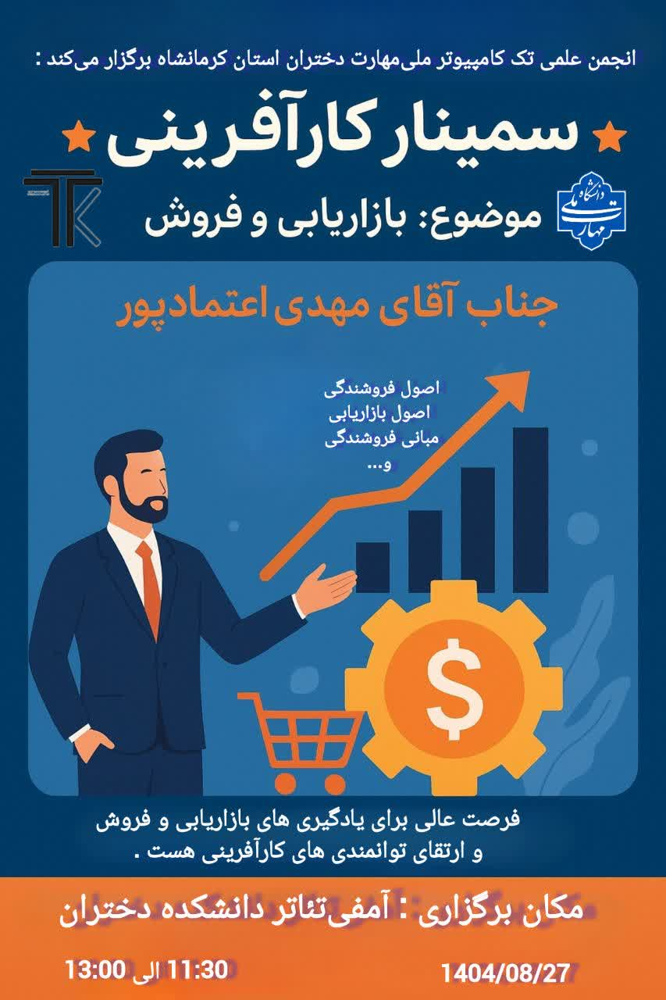 انجمن علمی تک کامپیوتر ملی‌مهارت دختران استان کرمانشاه برگزار می‌کند :
سمینار کارآفرینی
موضوع: بازاریابی و فروش
دانشگاه
ملی
مهارت
TK
جناب آقای مهدی اعتمادپور
اصول فروشندگی
اصول بازاریابی
مبانی فروشندگی
و...
$
فرصت عالی برای یادگیری های بازاریابی و فروش
و ارتقای توانمندی های کارآفرینی هست .
مکان برگزاری : آمفی‌تئاتر دانشکده دختران
1404/08/27
11:30 الی 13:00